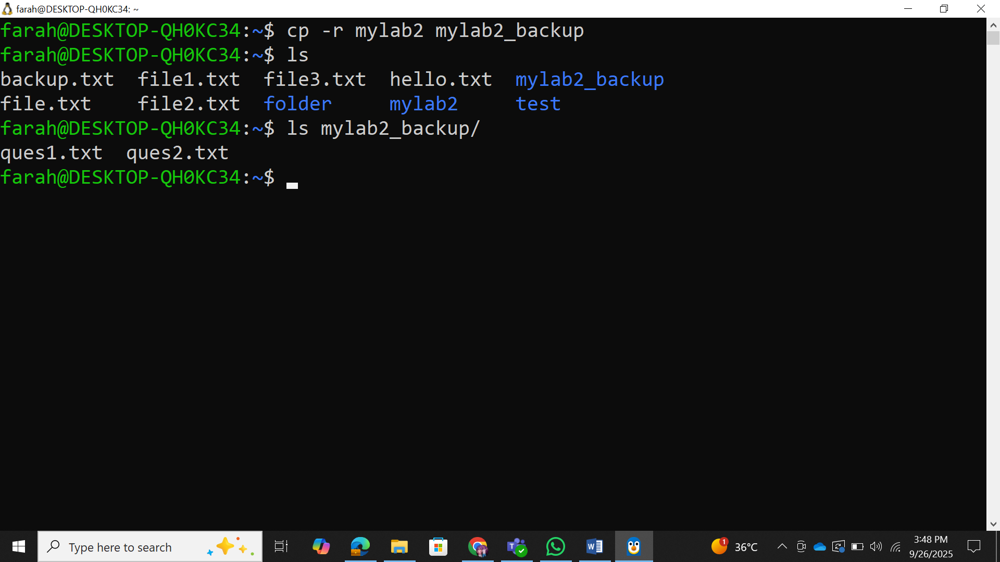 farah@DESKTOP-QH0KC34: ~
farah@DESKTOP-QH0KC34:~$ cp -r mylab2 mylab2_backup
farah@DESKTOP-QH0KC34:~$ ls
backup.txt  file1.txt  file3.txt  hello.txt  mylab2_backup
file.txt    file2.txt  folder     mylab2     test
farah@DESKTOP-QH0KC34:~$ ls mylab2_backup/
ques1.txt  ques2.txt
farah@DESKTOP-QH0KC34:~$
Type here to search
1
36°C
3:48 PM
9/26/2025